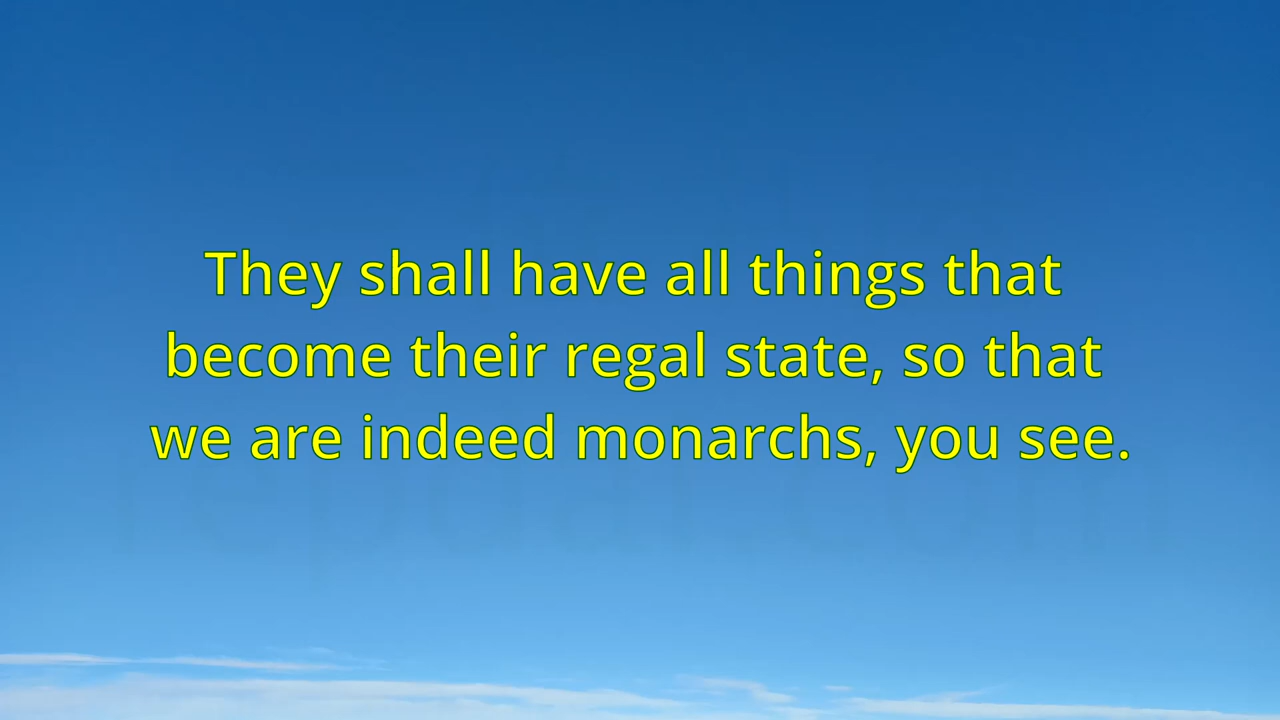 They shall have all things that
become their regal state, so that
we are indeed monarchs, you see.